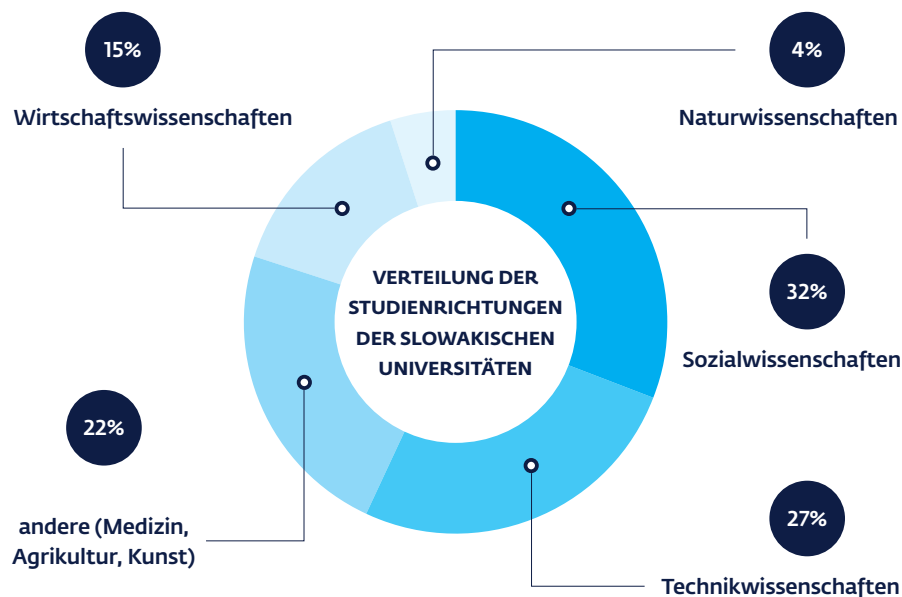 15%
Wirtschaftswissenschaften
4%
Naturwissenschaften
VERTEILUNG DER
STUDIENRICHTUNGEN
DER SLOWAKISCHEN
UNIVERSITÄTEN
32%
Sozialwissenschaften
22%
andere (Medizin,
Agrikultur, Kunst)
27%
Technikwissenschaften